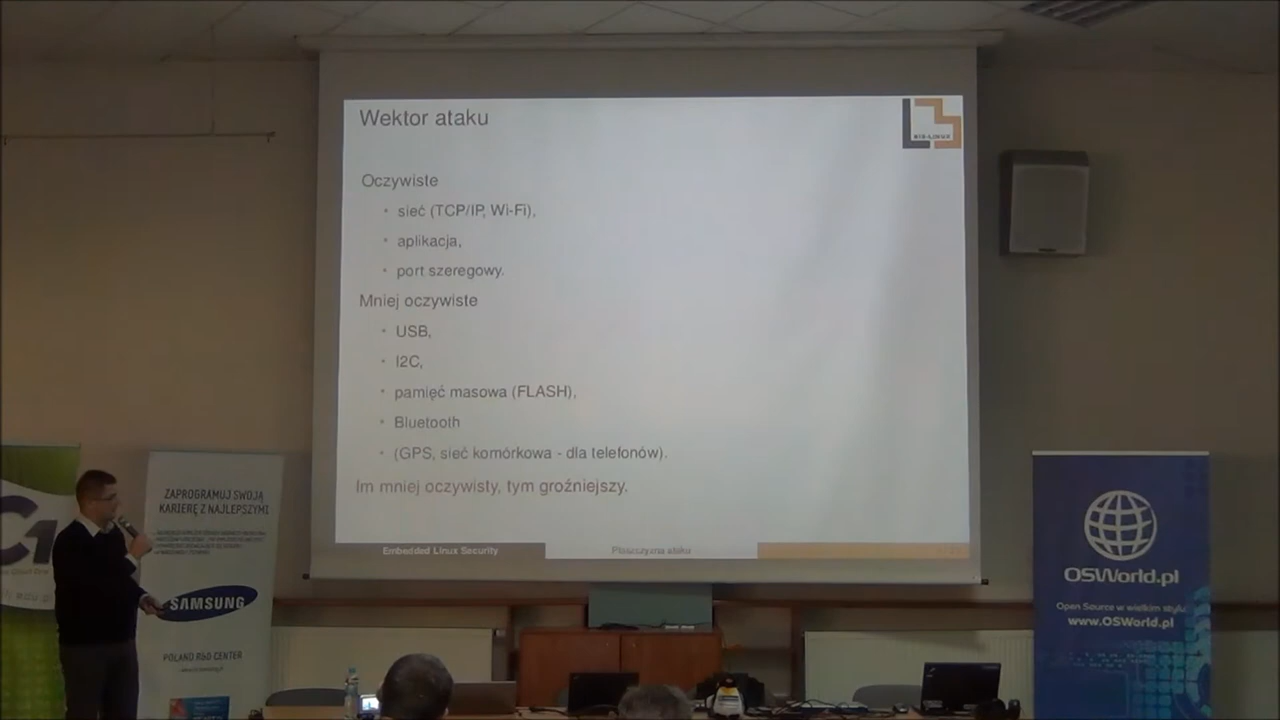 Wektor ataku
Oczywiste
sieć (TCP/IP, Wi-Fi),
aplikacja,
port szeregowy.
Mniej oczywiste
USB,
I2C,
pamięć masowa (FLASH),
Bluetooth
(GPS, sieć komórkowa - dla telefonów).
Im mniej oczywisty, tym groźniejszy.
Embedded Linux Security
Płaszczyzna ataku
ZAPROGRAMUJ SWOJĄ
KARIERĘ Z NAJLEPSZYMI
SAMSUNG
POLAND R&D CENTER
OSWorld.pl
Open Source w wielkim stylu
www.OSWorld.pl